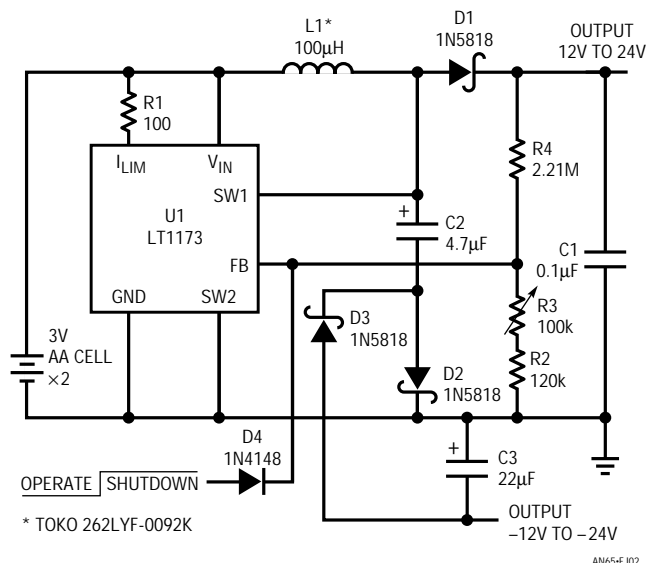 L1*
100µH
D1
1N5818
OUTPUT
12V TO 24V
R1
100
I_LIM
V_IN
SW1
U1
LT1173
FB
GND
SW2
+
C2
4.7µF
R4
2.21M
C1
0.1µF
R3
100k
R2
120k
D3
1N5818
D2
1N5818
3V
AA CELL
×2
D4
1N4148
OPERATE SHUTDOWN
+
C3
22µF
* TOKO 262LYF-0092K
OUTPUT
–12V TO –24V
AN65•FJ02